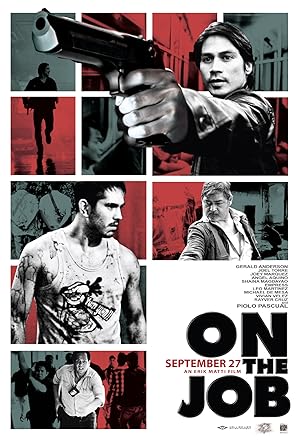 GERALD ANDERSON
JOEL TORRE
JOEY MARQUEZ
ANGEL AQUINO
SHAINA MAGDAYAO
EMPRESS
LEO MARTINEZ
MICHAEL DE MESA
VIVIAN VELEZ
RAYVER CRUZ
PIOLO PASCUAL
ON
SEPTEMBER 27
THE
AN ERIK MATTI FILM
JOB